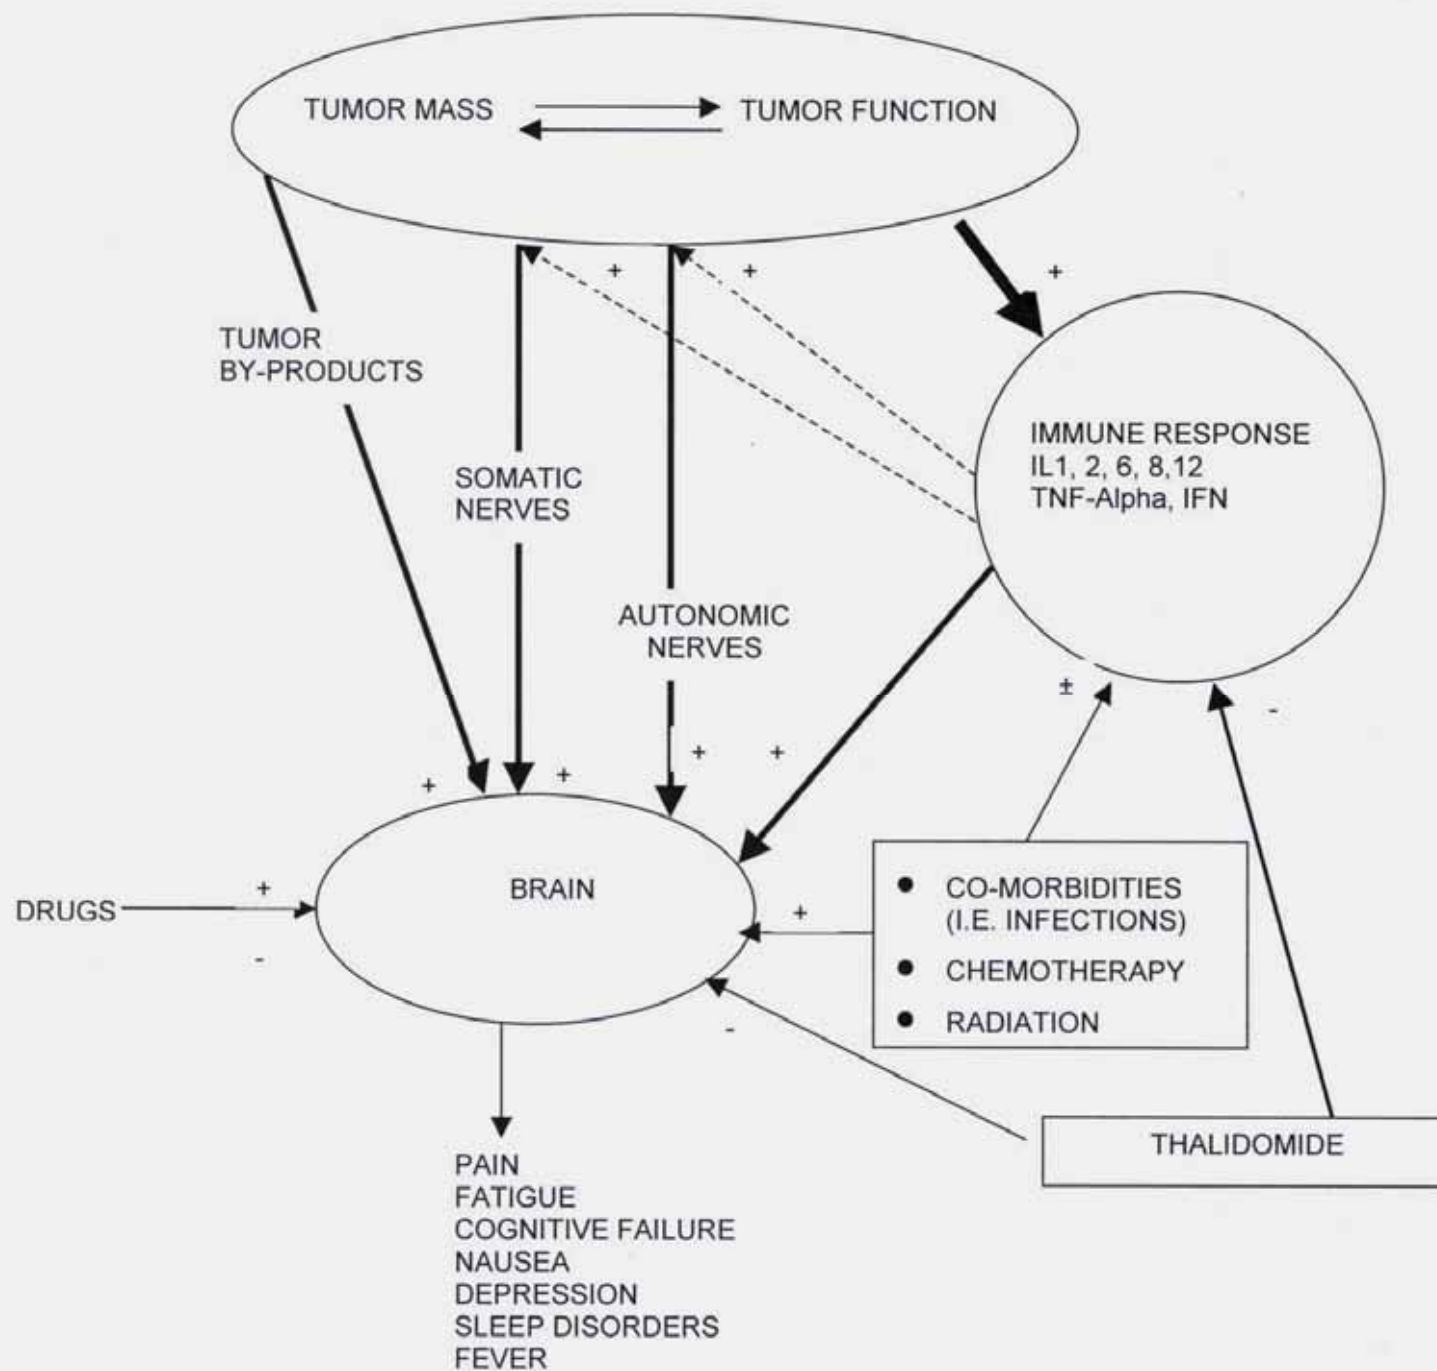 TUMOR MASS
TUMOR FUNCTION
+
+
+
TUMOR
BY-PRODUCTS
IMMUNE RESPONSE
IL1, 2, 6, 8,12
TNF-Alpha, IFN
SOMATIC
NERVES
AUTONOMIC
NERVES
±
-
+
+
+
+
BRAIN
DRUGS
+
-
+
-
● CO-MORBIDITIES
(I.E. INFECTIONS)
● CHEMOTHERAPY
● RADIATION
THALIDOMIDE
PAIN
FATIGUE
COGNITIVE FAILURE
NAUSEA
DEPRESSION
SLEEP DISORDERS
FEVER